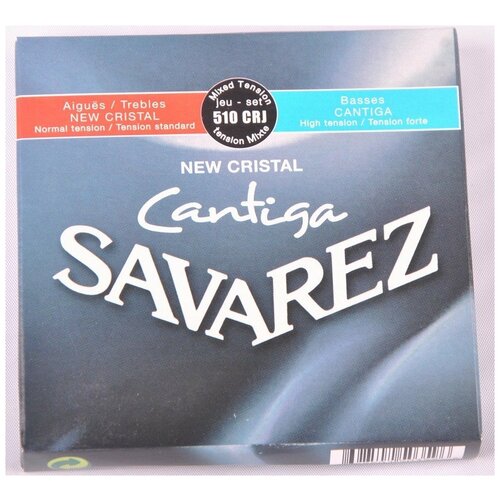 Aiguës / Trebles
NEW CRISTAL
Normal tension / Tension standard
Mixed Tension
jeu - set
510 CRJ
tension Mixte
Basses
CANTIGA
High tension / Tension forte
NEW CRISTAL
Cantiga
SAVAREZ